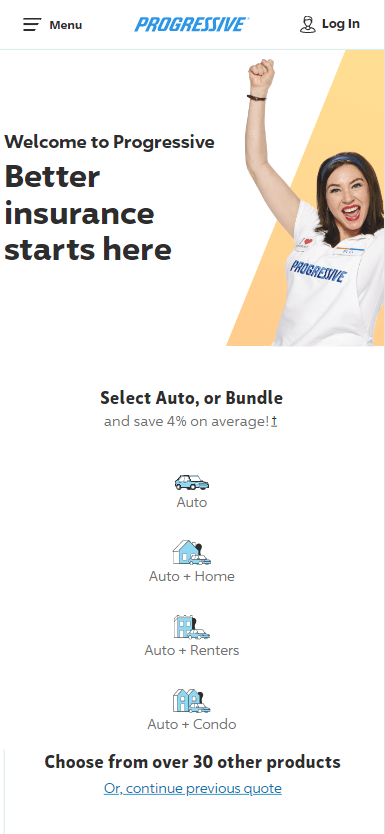 Menu
PROGRESSIVE
Log In
Welcome to Progressive
Better
insurance
starts here
PROGRESSIVE
Select Auto, or Bundle
and save 4% on average!†
Auto
Auto + Home
Auto + Renters
Auto + Condo
Choose from over 30 other products
Or, continue previous quote